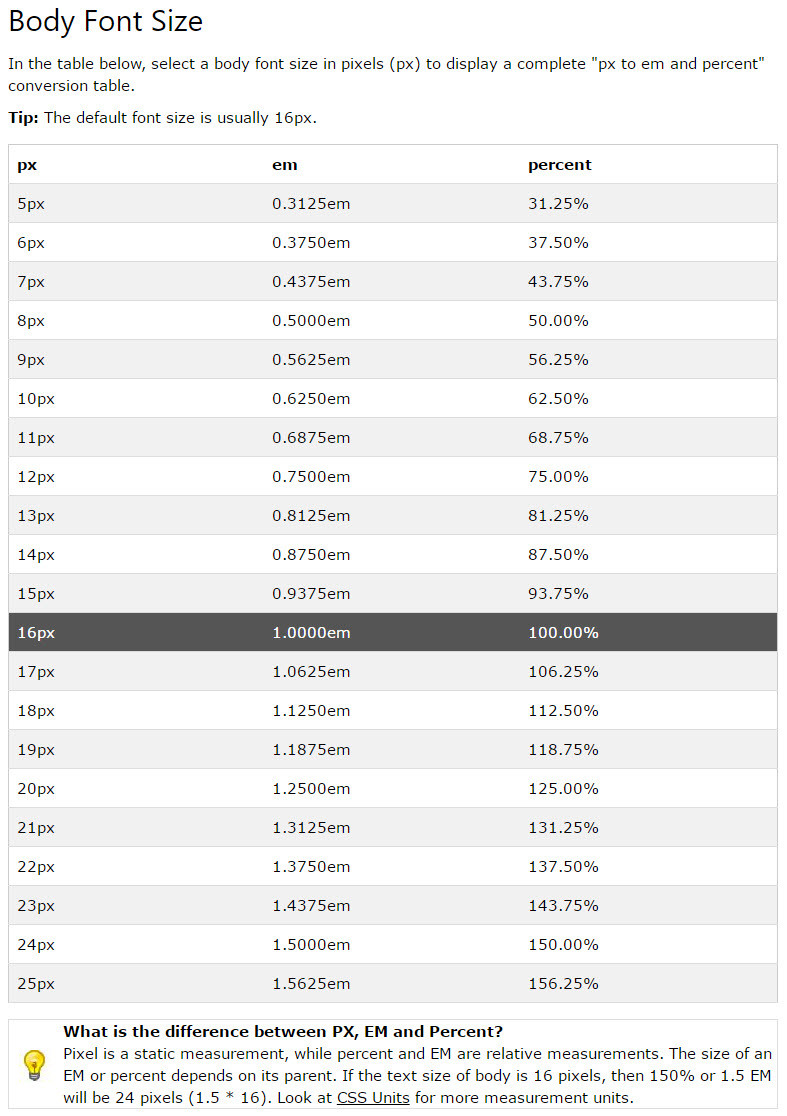 Body Font Size
In the table below, select a body font size in pixels (px) to display a complete "px to em and percent"
conversion table.
Tip: The default font size is usually 16px.
px em percent
5px 0.3125em 31.25%
6px 0.3750em 37.50%
7px 0.4375em 43.75%
8px 0.5000em 50.00%
9px 0.5625em 56.25%
10px 0.6250em 62.50%
11px 0.6875em 68.75%
12px 0.7500em 75.00%
13px 0.8125em 81.25%
14px 0.8750em 87.50%
15px 0.9375em 93.75%
16px 1.0000em 100.00%
17px 1.0625em 106.25%
18px 1.1250em 112.50%
19px 1.1875em 118.75%
20px 1.2500em 125.00%
21px 1.3125em 131.25%
22px 1.3750em 137.50%
23px 1.4375em 143.75%
24px 1.5000em 150.00%
25px 1.5625em 156.25%
What is the difference between PX, EM and Percent?
Pixel is a static measurement, while percent and EM are relative measurements. The size of an
EM or percent depends on its parent. If the text size of body is 16 pixels, then 150% or 1.5 EM
will be 24 pixels (1.5 * 16). Look at CSS Units for more measurement units.